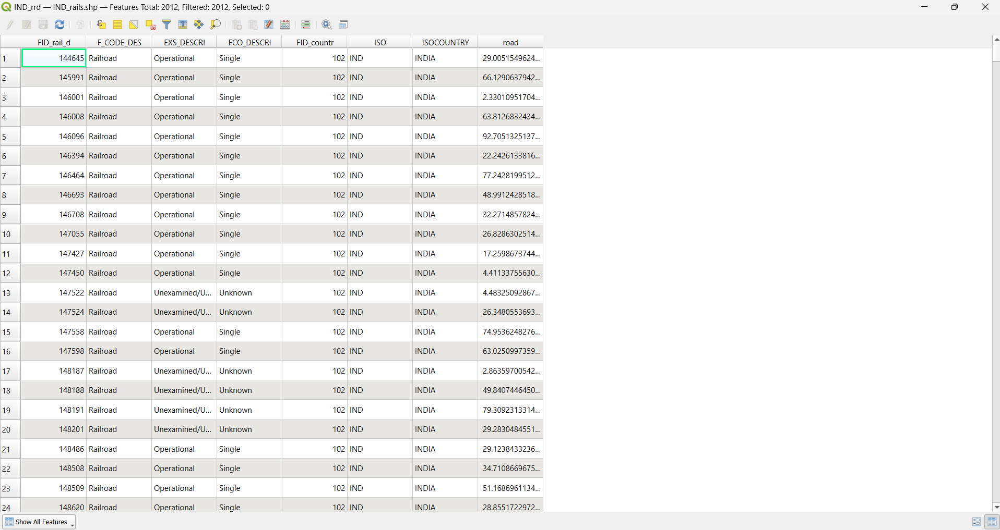 IND_rrd — IND_rails.shp — Features Total: 2012, Filtered: 2012, Selected: 0
FID_rail_d F_CODE_DES EXS_DESCRI FCO_DESCRI FID_countr ISO ISOCOUNTRY road
1 144645 Railroad Operational Single 102 IND INDIA 29.0051549624...
2 145991 Railroad Operational Single 102 IND INDIA 66.1290637942...
3 146001 Railroad Operational Single 102 IND INDIA 2.33010951704...
4 146008 Railroad Operational Single 102 IND INDIA 63.8126832434...
5 146096 Railroad Operational Single 102 IND INDIA 92.7051325137...
6 146394 Railroad Operational Single 102 IND INDIA 22.2426133816...
7 146464 Railroad Operational Single 102 IND INDIA 77.2428199512...
8 146693 Railroad Operational Single 102 IND INDIA 48.9912428518...
9 146708 Railroad Operational Single 102 IND INDIA 32.2714857824...
10 147055 Railroad Operational Single 102 IND INDIA 26.8286302514...
11 147427 Railroad Operational Single 102 IND INDIA 17.2598673744...
12 147450 Railroad Operational Single 102 IND INDIA 4.41133755630...
13 147522 Railroad Unexamined/U... Unknown 102 IND INDIA 4.48325092867...
14 147524 Railroad Unexamined/U... Unknown 102 IND INDIA 26.3480553693...
15 147558 Railroad Operational Single 102 IND INDIA 74.9536248276...
16 147598 Railroad Operational Single 102 IND INDIA 63.0250997359...
17 148187 Railroad Unexamined/U... Unknown 102 IND INDIA 2.86359700542...
18 148188 Railroad Unexamined/U... Unknown 102 IND INDIA 49.8407446450...
19 148191 Railroad Unexamined/U... Unknown 102 IND INDIA 79.3092313314...
20 148201 Railroad Unexamined/U... Unknown 102 IND INDIA 29.2830484551...
21 148486 Railroad Operational Single 102 IND INDIA 29.1238433236...
22 148508 Railroad Operational Single 102 IND INDIA 34.7108669675...
23 148509 Railroad Operational Single 102 IND INDIA 51.1686961134...
24 148620 Railroad Operational Single 102 IND INDIA 28.8551722972...
Show All Features